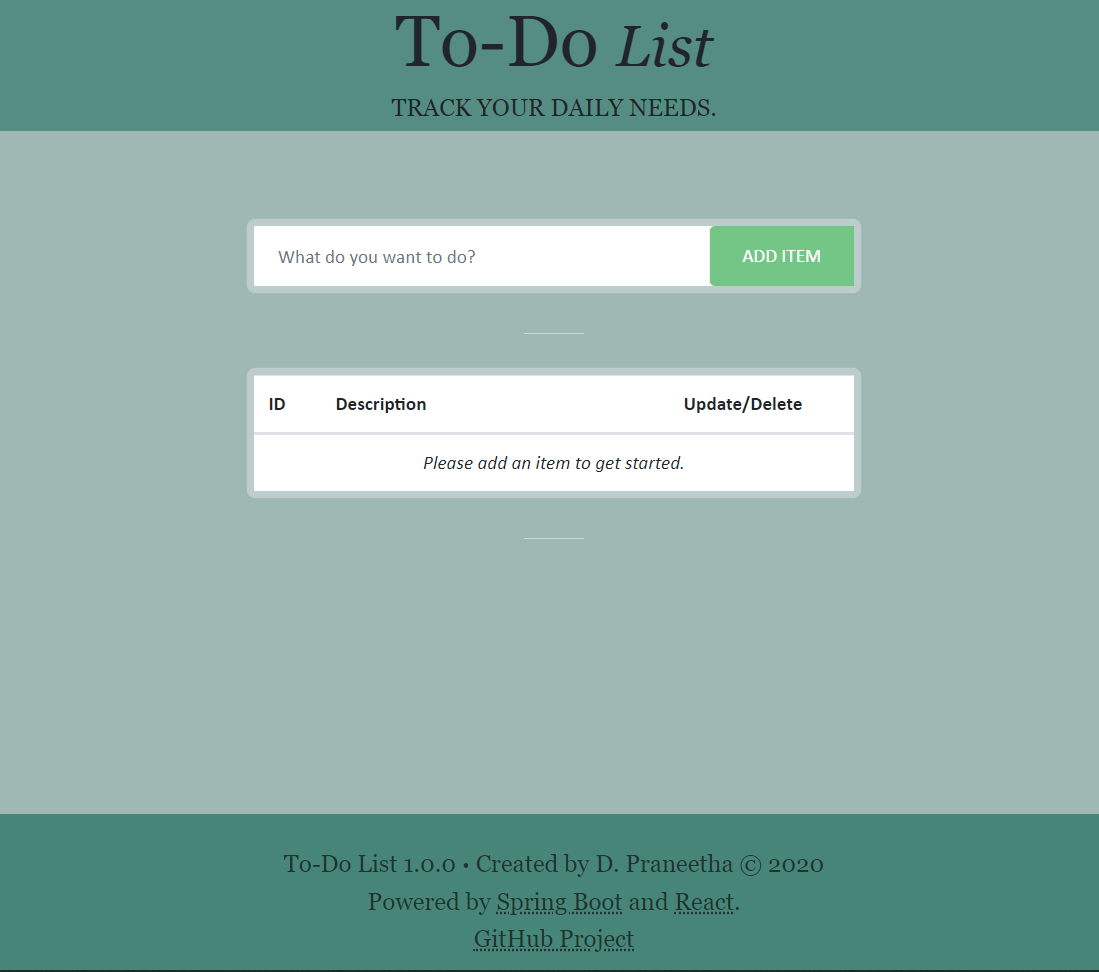 To-Do List
TRACK YOUR DAILY NEEDS.
What do you want to do? ADD ITEM
ID Description Update/Delete
Please add an item to get started.
To-Do List 1.0.0 • Created by D. Praneetha © 2020
Powered by Spring Boot and React.
GitHub Project